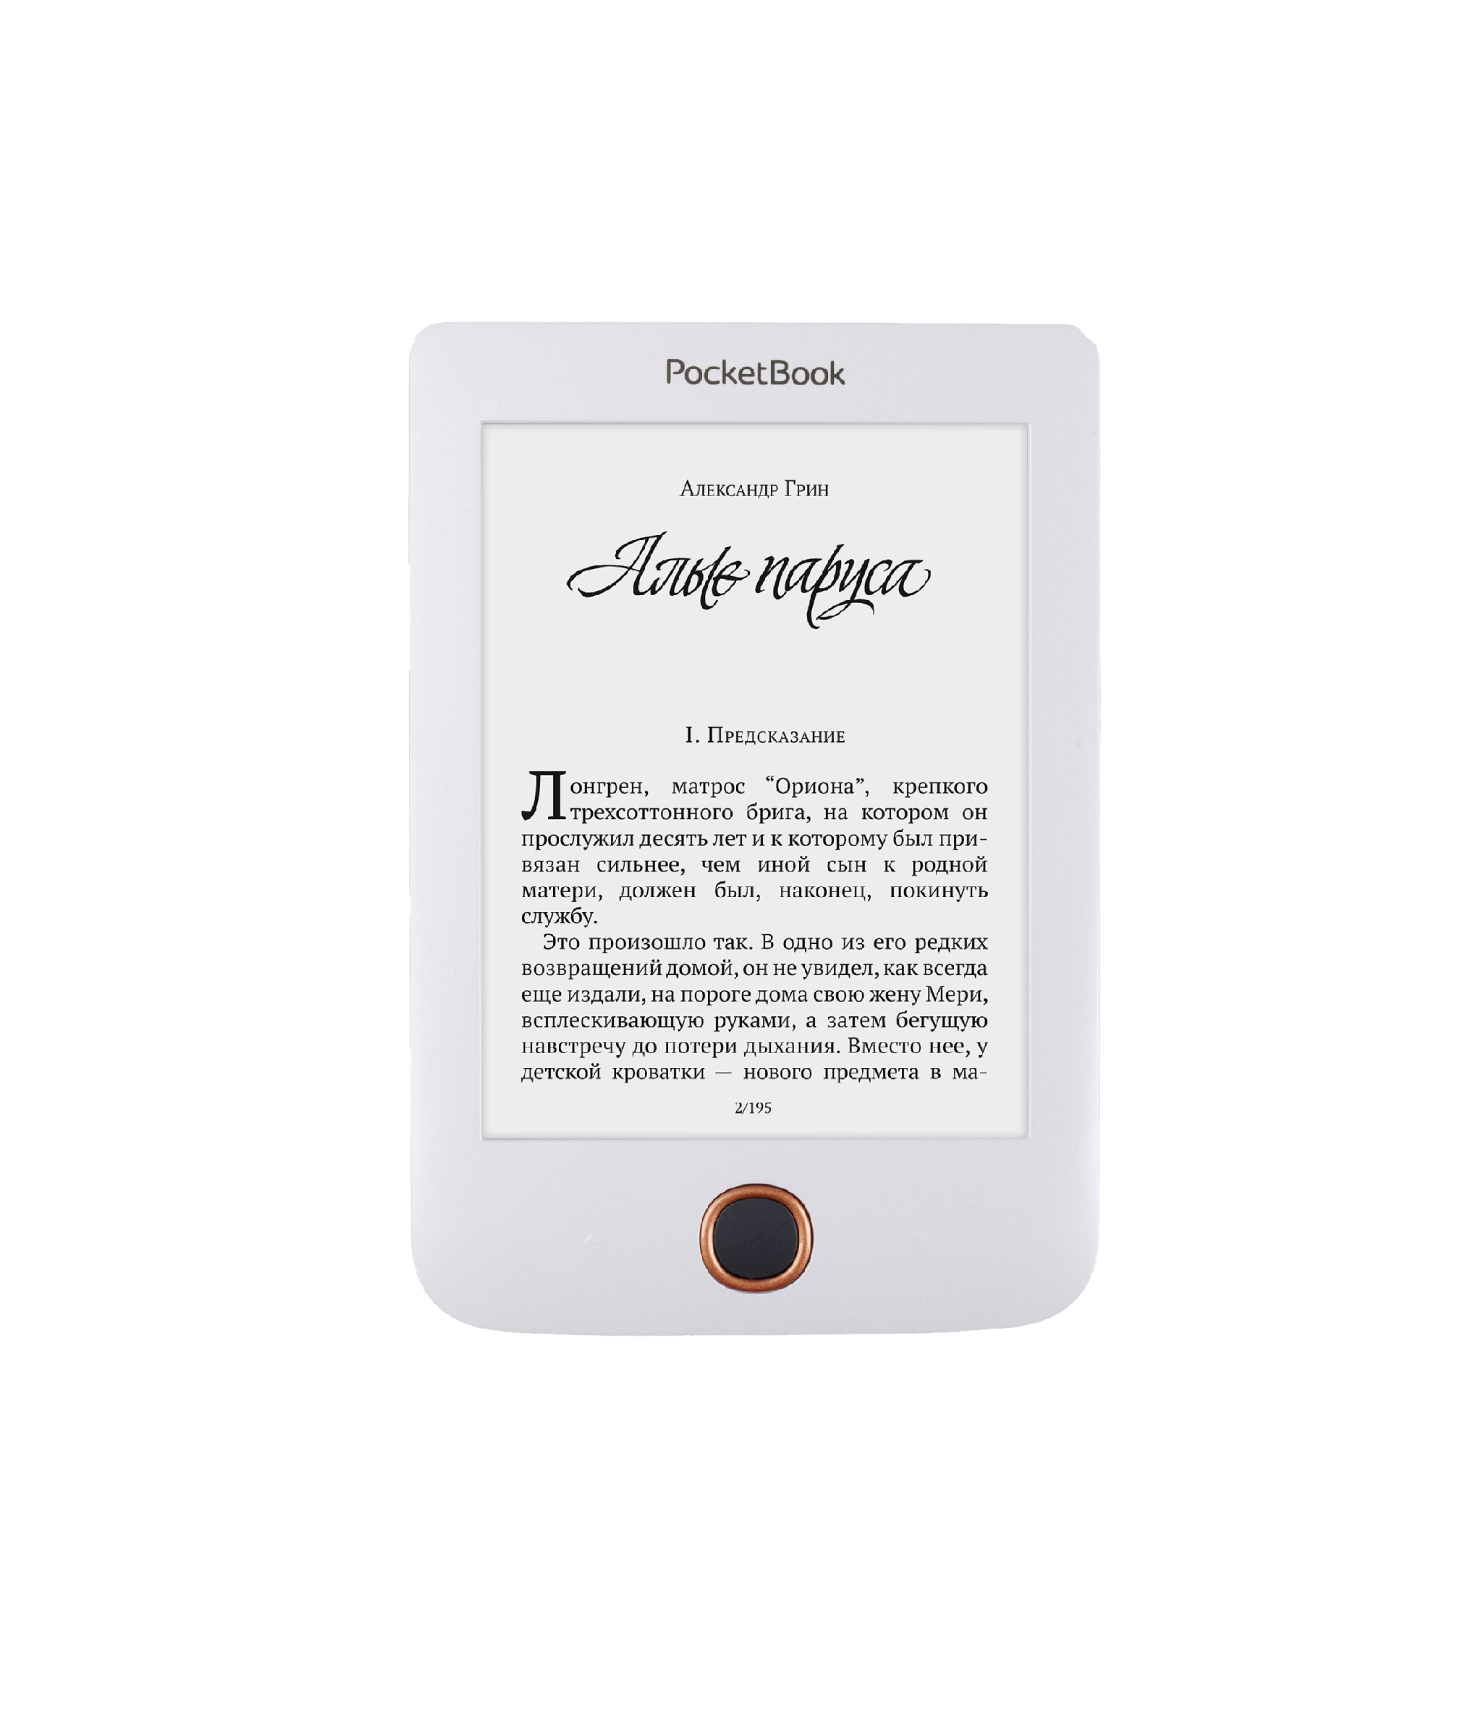 PocketBook
Александр Грин
Алые паруса
I. Предсказание
Лонгрен, матрос “Ориона”, крепкого
трехсоттонного брига, на котором он
прослужил десять лет и к которому был при-
вязан сильнее, чем иной сын к родной
матери, должен был, наконец, покинуть
службу.
Это произошло так. В одно из его редких
возвращений домой, он не увидел, как всегда
еще издали, на пороге дома свою жену Мери,
всплескивающую руками, а затем бегущую
навстречу до потери дыхания. Вместо нее, у
детской кроватки — нового предмета в ма-
2/195